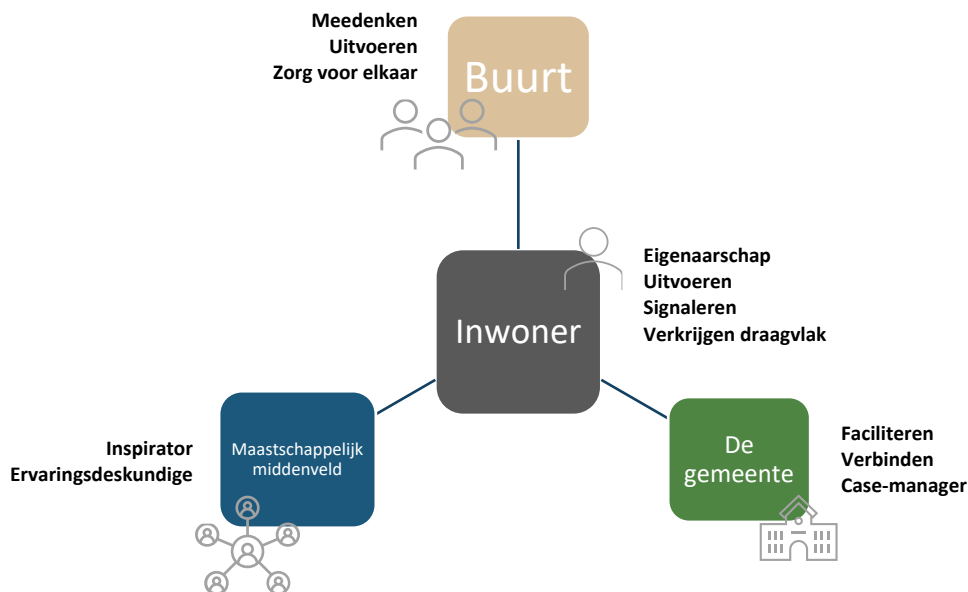 Meedenken
Uitvoeren
Zorg voor elkaar
Buurt
Eigenaarschap
Uitvoeren
Signaleren
Verkrijgen draagvlak
Inwoner
Inspirator
Ervaringsdeskundige
Maastschappelijk
middenveld
De
gemeente
Faciliteren
Verbinden
Case-manager